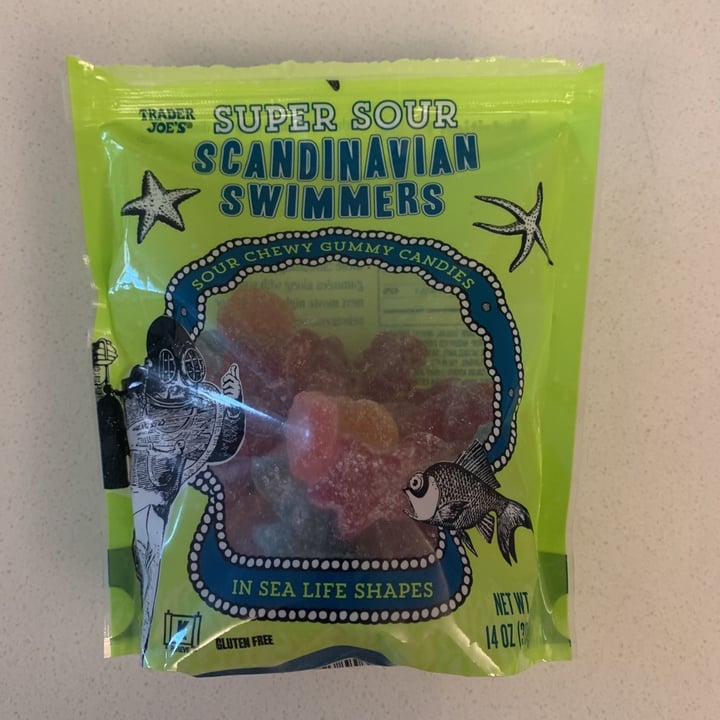 TRADER
JOE'S®
SUPER SOUR
SCANDINAVIAN
SWIMMERS
SOUR CHEWY GUMMY CANDIES
IN SEA LIFE SHAPES
K
GLUTEN FREE
NET WT
14 OZ